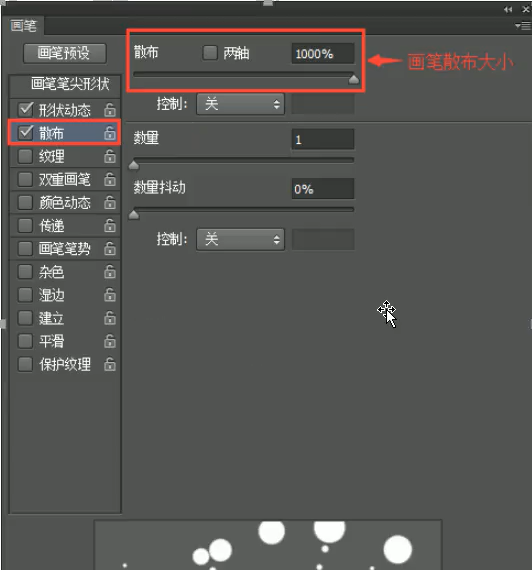 画笔
画笔预设
散布 两轴 1000%
画笔散布大小
画笔笔尖形状
控制: 关
形状动态
散布
数量 1
纹理
双重画笔
数量抖动 0%
颜色动态
传递
控制: 关
画笔笔势
杂色
湿边
建立
平滑
保护纹理